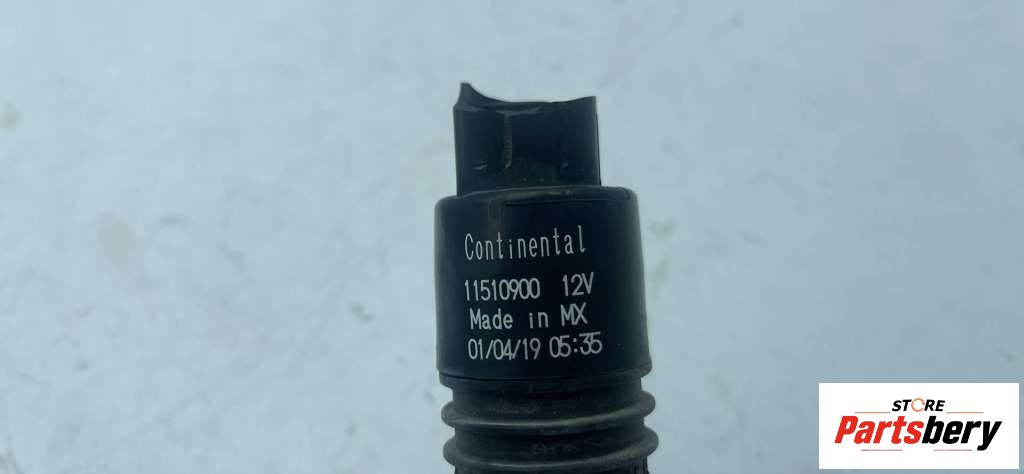 Continental
11510900 12V
Made in MX
01/04/19 05:35
STORE
Partsbery